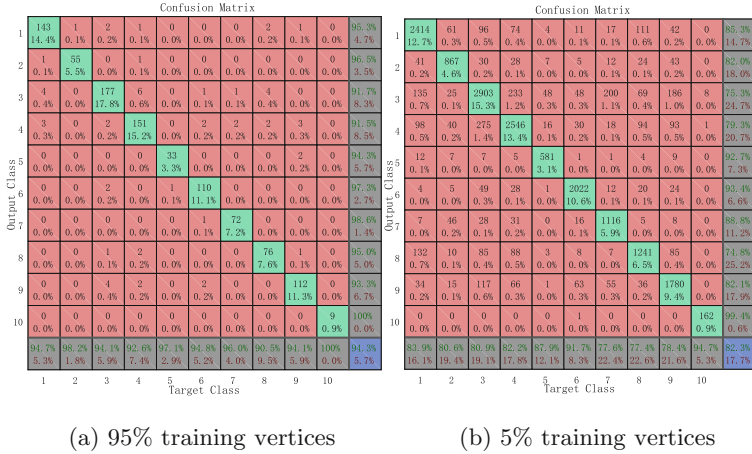 Confusion Matrix
1
143 1 2 1 0 0 0 2 1 0 95.3%
14.4% 0.1% 0.2% 0.1% 0.0% 0.0% 0.0% 0.2% 0.1% 0.0% 4.7%
2
1 55 0 1 0 0 0 0 0 0 96.5%
0.1% 5.5% 0.0% 0.1% 0.0% 0.0% 0.0% 0.0% 0.0% 0.0% 3.5%
3
4 0 177 6 0 1 1 4 0 0 91.7%
0.4% 0.0% 17.8% 0.6% 0.0% 0.1% 0.1% 0.4% 0.0% 0.0% 8.3%
4
3 0 2 151 0 2 2 2 3 0 91.5%
0.3% 0.0% 0.2% 15.2% 0.0% 0.2% 0.2% 0.2% 0.3% 0.0% 8.5%
5
0 0 0 0 33 0 0 0 2 0 94.3%
0.0% 0.0% 0.0% 0.0% 3.3% 0.0% 0.0% 0.0% 0.2% 0.0% 5.7%
6
0 0 2 0 1 110 0 0 0 0 97.3%
0.0% 0.0% 0.2% 0.0% 0.1% 11.1% 0.0% 0.0% 0.0% 0.0% 2.7%
7
0 0 0 0 0 1 72 0 0 0 98.6%
0.0% 0.0% 0.0% 0.0% 0.0% 0.1% 7.2% 0.0% 0.0% 0.0% 1.4%
8
0 0 1 2 0 0 0 76 1 0 95.0%
0.0% 0.0% 0.1% 0.2% 0.0% 0.0% 0.0% 7.6% 0.1% 0.0% 5.0%
9
0 0 4 2 0 2 0 0 112 0 93.3%
0.0% 0.0% 0.4% 0.2% 0.0% 0.2% 0.0% 0.0% 11.3% 0.0% 6.7%
10
0 0 0 0 0 0 0 0 0 9 100%
0.0% 0.0% 0.0% 0.0% 0.0% 0.0% 0.0% 0.0% 0.0% 0.9% 0.0%
94.7% 98.2% 94.1% 92.6% 97.1% 94.8% 96.0% 90.5% 94.1% 100% 94.3%
5.3% 1.8% 5.9% 7.4% 2.9% 5.2% 4.0% 9.5% 5.9% 0.0% 5.7%
1 2 3 4 5 6 7 8 9 10
Output Class
Target Class
(a) 95% training vertices
Confusion Matrix
1
2414 61 96 74 4 11 17 111 42 0 85.3%
12.7% 0.3% 0.5% 0.4% 0.0% 0.1% 0.1% 0.6% 0.2% 0.0% 14.7%
2
41 867 30 28 7 5 12 24 43 0 82.0%
0.2% 4.6% 0.2% 0.1% 0.0% 0.0% 0.1% 0.1% 0.2% 0.0% 18.0%
3
135 25 2903 233 48 48 200 69 186 8 75.3%
0.7% 0.1% 15.3% 1.2% 0.3% 0.3% 1.1% 0.4% 1.0% 0.0% 24.7%
4
98 40 275 2546 16 30 18 94 93 1 79.3%
0.5% 0.2% 1.4% 13.4% 0.1% 0.2% 0.1% 0.5% 0.5% 0.0% 20.7%
5
12 7 12 0 581 1 1 4 9 0 92.7%
0.1% 0.0% 0.1% 0.0% 3.1% 0.0% 0.0% 0.0% 0.0% 0.0% 7.3%
6
4 5 49 28 1 2022 12 20 24 0 93.4%
0.0% 0.0% 0.3% 0.1% 0.0% 10.6% 0.1% 0.1% 0.1% 0.0% 6.6%
7
7 46 28 31 0 16 1116 5 8 0 88.8%
0.0% 0.2% 0.1% 0.2% 0.0% 0.1% 5.9% 0.0% 0.0% 0.0% 11.2%
8
132 10 85 88 3 8 7 1241 85 0 74.8%
0.7% 0.1% 0.4% 0.5% 0.0% 0.0% 0.0% 6.5% 0.4% 0.0% 25.2%
9
34 15 117 66 1 63 55 36 1780 0 82.1%
0.2% 0.1% 0.6% 0.3% 0.0% 0.3% 0.3% 0.2% 9.4% 0.0% 17.9%
10
0 0 0 0 0 0 0 0 1 162 99.4%
0.0% 0.0% 0.0% 0.0% 0.0% 0.0% 0.0% 0.0% 0.0% 0.9% 0.6%
83.9% 80.6% 80.9% 82.2% 87.9% 91.7% 77.6% 77.4% 78.4% 94.7% 82.3%
16.1% 19.4% 19.1% 17.8% 12.1% 8.3% 22.4% 22.6% 21.6% 5.3% 17.7%
1 2 3 4 5 6 7 8 9 10
Output Class
Target Class
(b) 5% training vertices